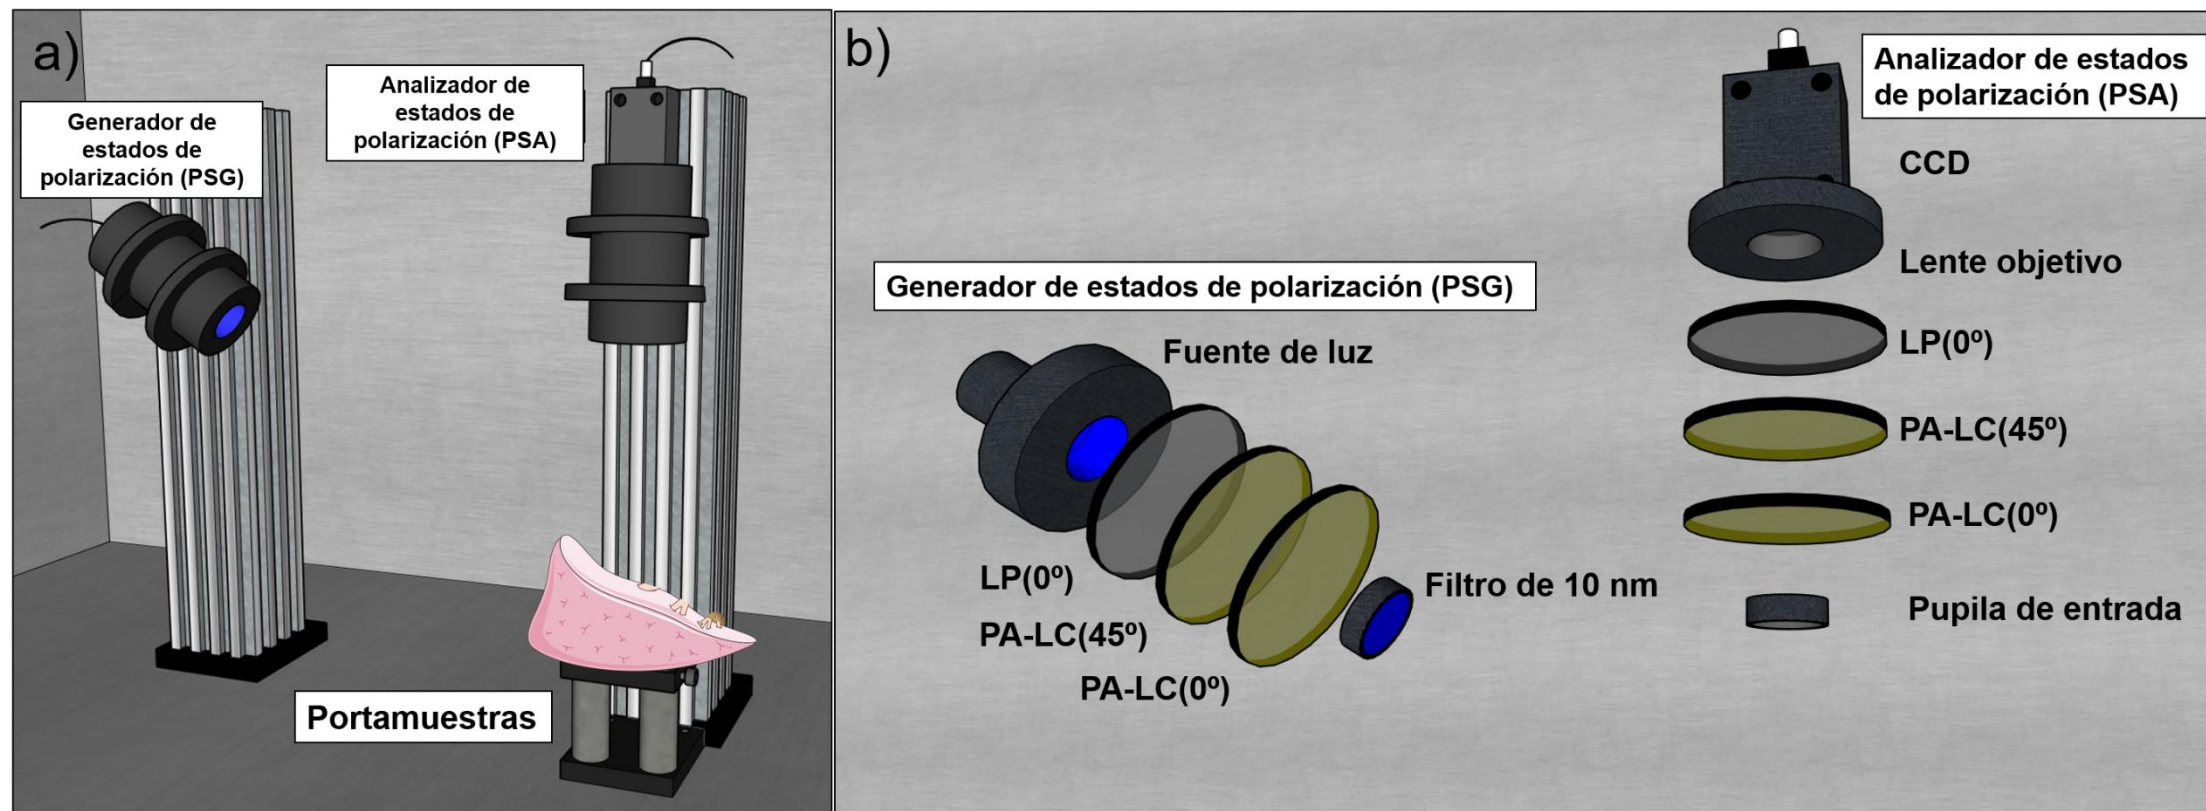 a)
Generador de
estados de
polarización (PSG)
Analizador de
estados de
polarización (PSA)
Portamuestras
b)
Generador de estados de polarización (PSG)
Fuente de luz
LP(0º)
PA-LC(45º)
PA-LC(0º)
Filtro de 10 nm
Analizador de estados
de polarización (PSA)
CCD
Lente objetivo
LP(0º)
PA-LC(45º)
PA-LC(0º)
Pupila de entrada